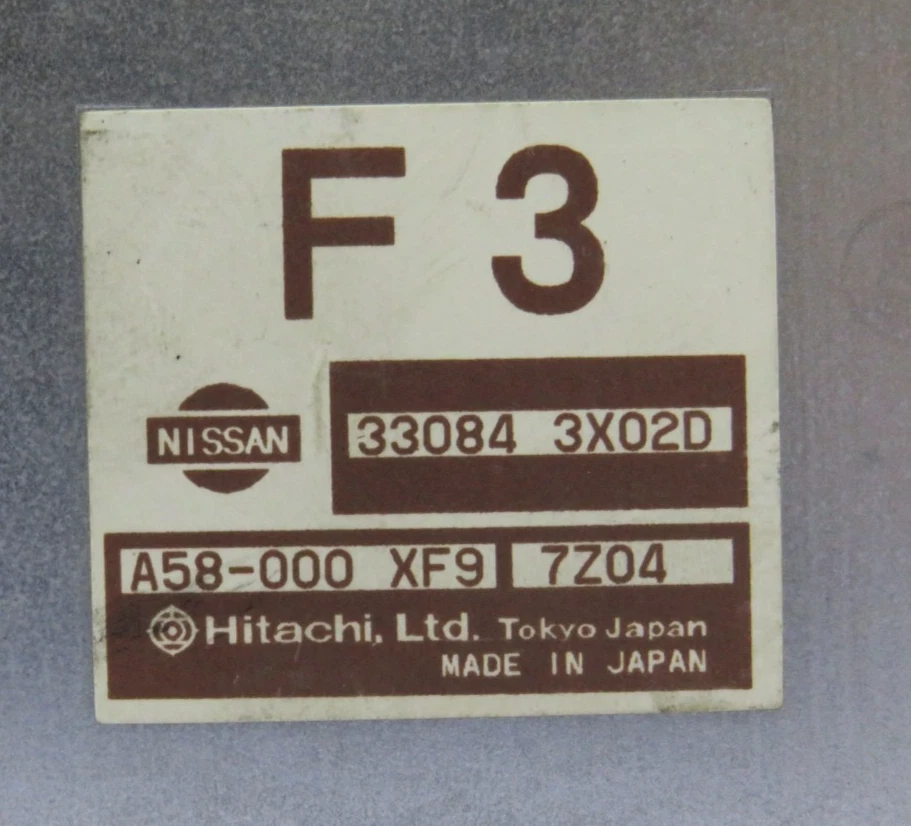 F 3
NISSAN
33084 3X02D
A58-000 XF9 7Z04
Hitachi, Ltd. Tokyo Japan
MADE IN JAPAN